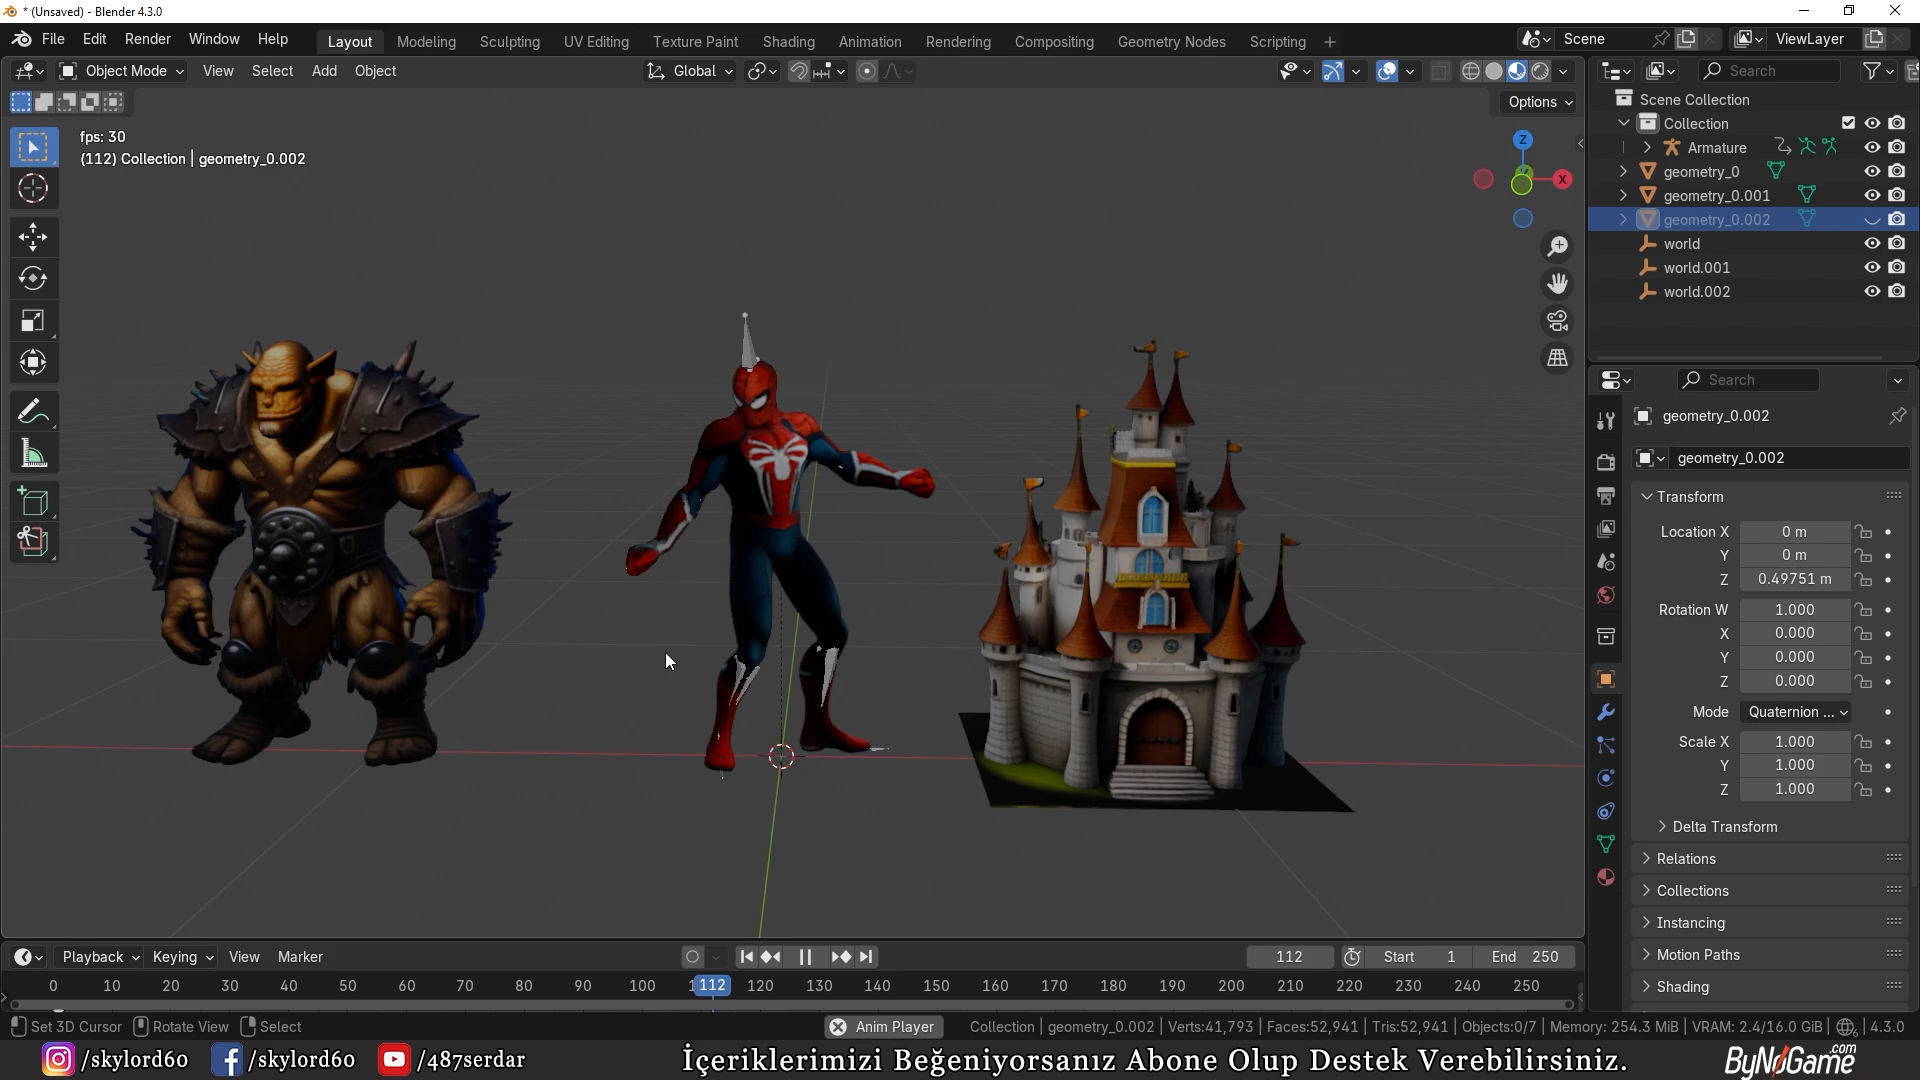 * (Unsaved) - Blender 4.3.0
File Edit Render Window Help Layout Modeling Sculpting UV Editing Texture Paint Shading Animation Rendering Compositing Geometry Nodes Scripting + Scene ViewLayer
Object Mode View Select Add Object Global Search
Options
fps: 30
(112) Collection | geometry_0.002
Z
X
Scene Collection
Collection
Armature
geometry_0
geometry_0.001
geometry_0.002
world
world.001
world.002
Search
geometry_0.002
geometry_0.002
Transform
Location X 0 m
Y 0 m
Z 0.49751 m
Rotation W 1.000
X 0.000
Y 0.000
Z 0.000
Mode Quaternion ...
Scale X 1.000
Y 1.000
Z 1.000
Delta Transform
Relations
Collections
Instancing
Motion Paths
Shading
Playback Keying View Marker 112 Start 1 End 250
0 10 20 30 40 50 60 70 80 90 100 112 120 130 140 150 160 170 180 190 200 210 220 230 240 250
Set 3D Cursor Rotate View Select Anim Player Collection | geometry_0.002 | Verts:41,793 | Faces:52,941 | Tris:52,941 | Objects:0/7 | Memory: 254.3 MiB | VRAM: 2.4/16.0 GiB | 4.3.0
/skylord60 /skylord60 /487serdar İçeriklerimizi Beğeniyorsanız Abone Olup Destek Verebilirsiniz. ByNoGame.com